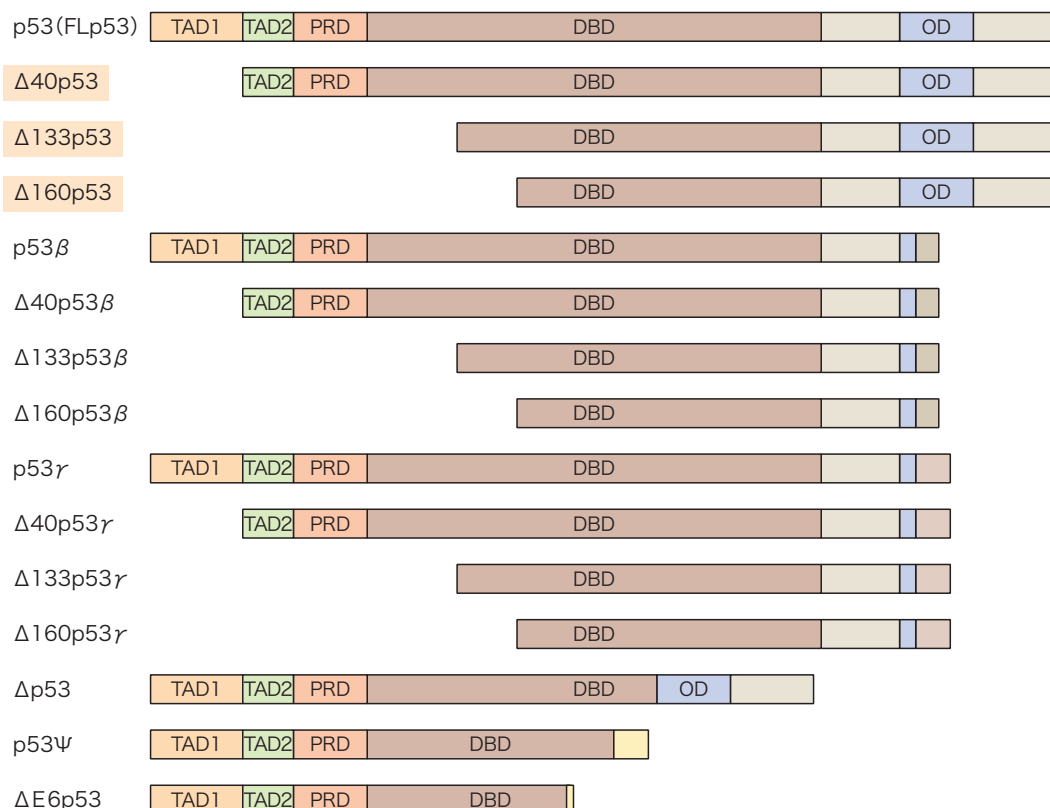 p53(FLp53) TAD1 TAD2 PRD DBD OD
Δ40p53 TAD2 PRD DBD OD
Δ133p53 DBD OD
Δ160p53 DBD OD
p53β TAD1 TAD2 PRD DBD
Δ40p53β TAD2 PRD DBD
Δ133p53β DBD
Δ160p53β DBD
p53γ TAD1 TAD2 PRD DBD
Δ40p53γ TAD2 PRD DBD
Δ133p53γ DBD
Δ160p53γ DBD
Δp53 TAD1 TAD2 PRD DBD OD
p53Ψ TAD1 TAD2 PRD DBD
ΔE6p53 TAD1 TAD2 PRD DBD